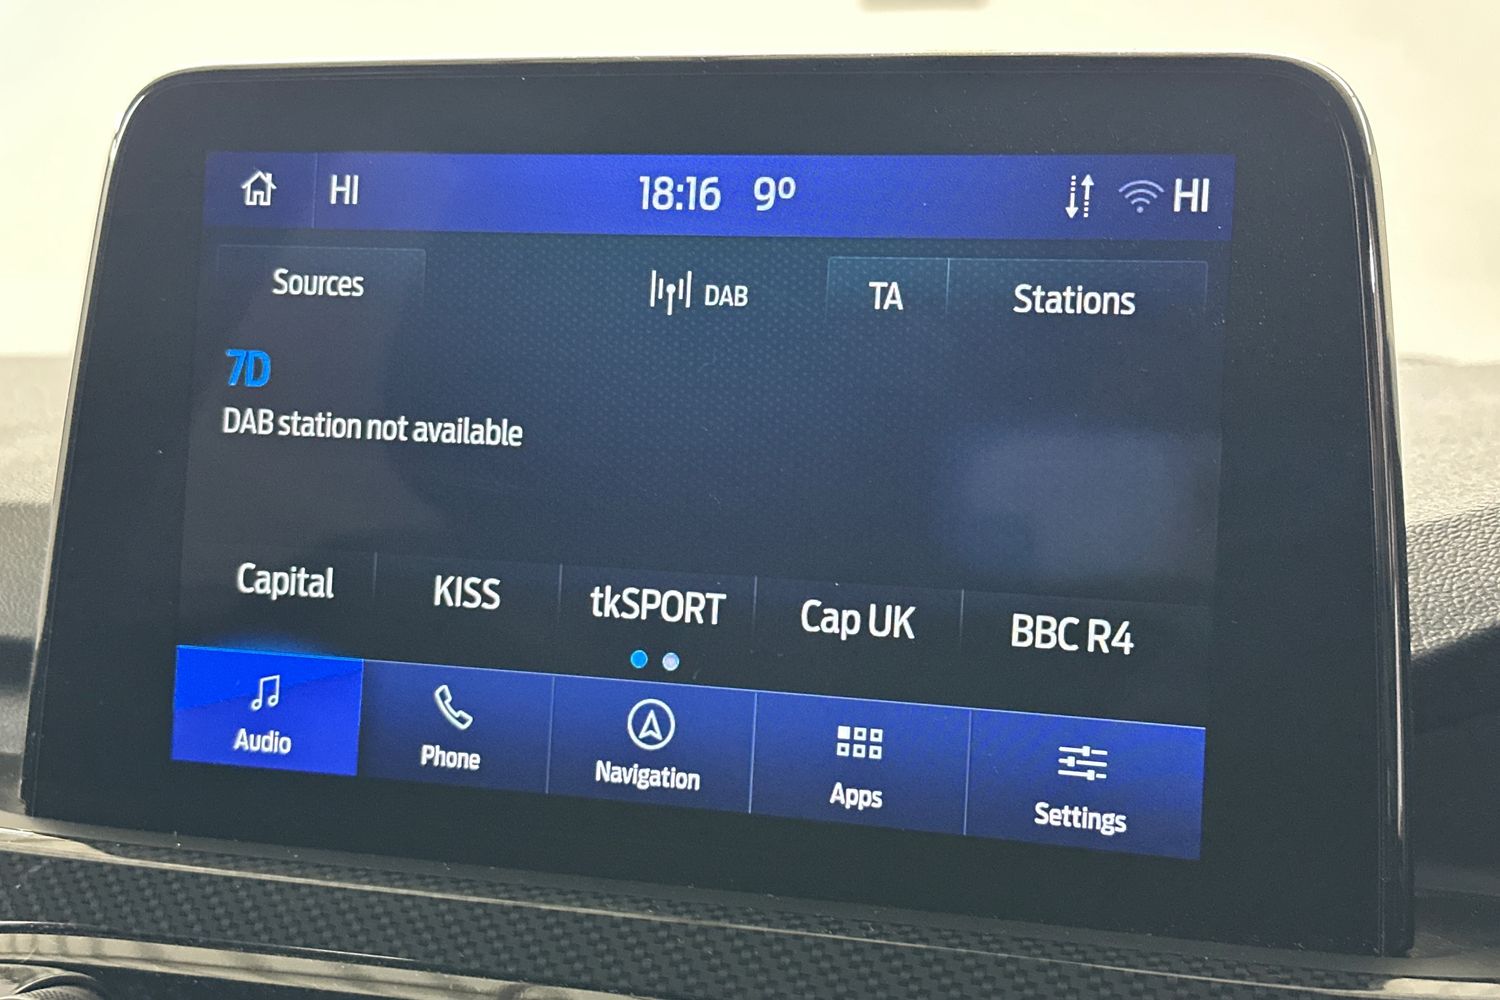 HI 18:16 9° HI
Sources DAB TA Stations
7D
DAB station not available
Capital KISS tkSPORT Cap UK BBC R4
Audio Phone Navigation Apps Settings